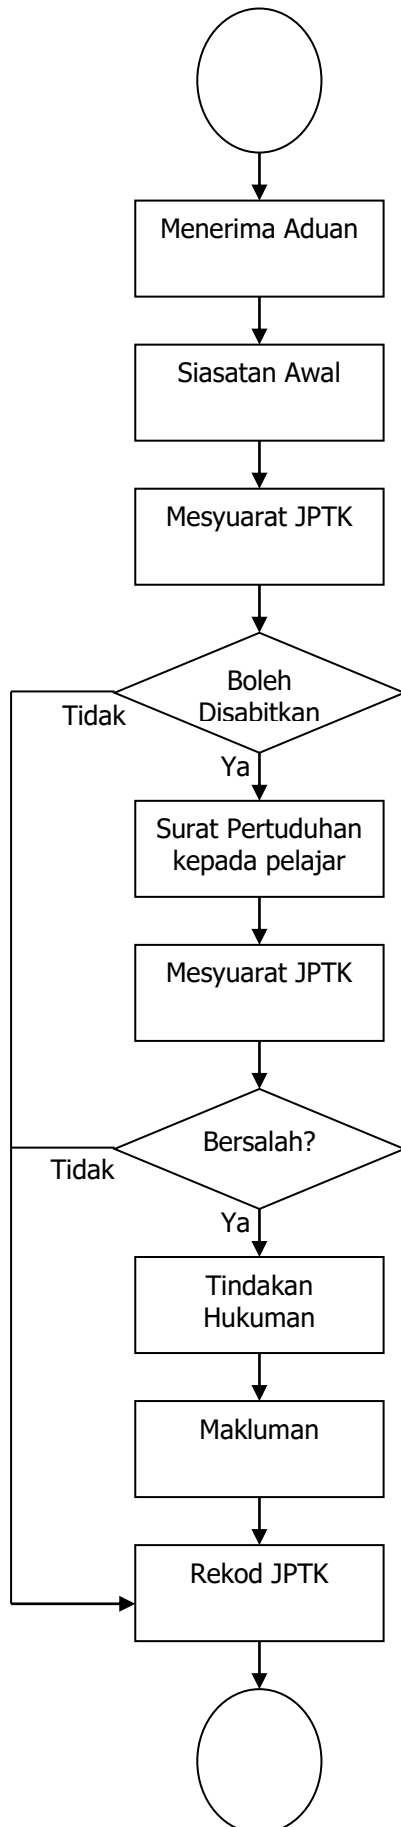 Menerima Aduan
Siasatan Awal
Mesyuarat JPTK
Boleh
Disabitkan
Tidak
Ya
Surat Pertuduhan
kepada pelajar
Mesyuarat JPTK
Bersalah?
Tidak
Ya
Tindakan
Hukuman
Makluman
Rekod JPTK